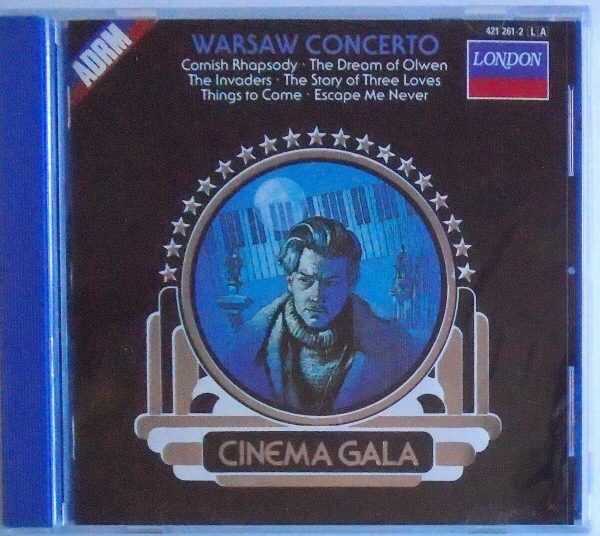 ADRM
WARSAW CONCERTO
Cornish Rhapsody · The Dream of Olwen
The Invaders · The Story of Three Loves
Things to Come · Escape Me Never
421 261-2 L A
LONDON
CINEMA GALA